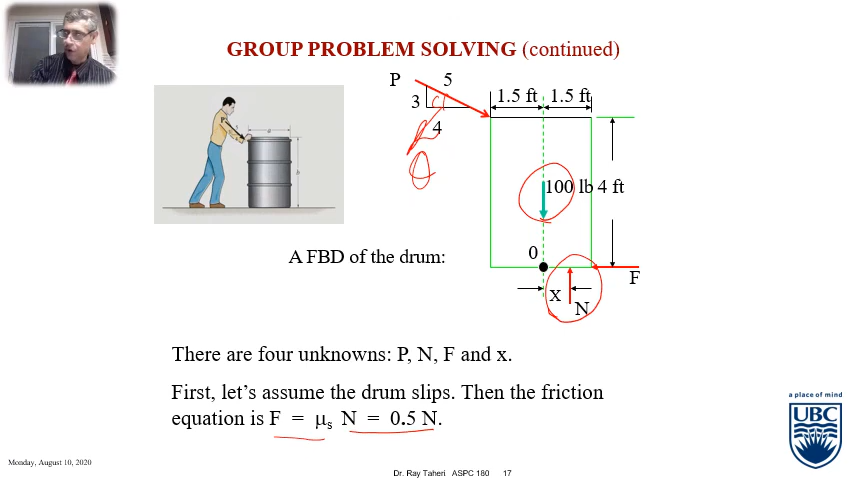 GROUP PROBLEM SOLVING (continued)
P
5
3
4
θ
1.5 ft
1.5 ft
100 lb
4 ft
a
b
A FBD of the drum:
0
x
N
F
There are four unknowns: P, N, F and x.
First, let's assume the drum slips. Then the friction
equation is F = μs N = 0.5 N.
a place of mind
UBC
Monday, August 10, 2020
Dr. Ray Taheri ASPC 180 17